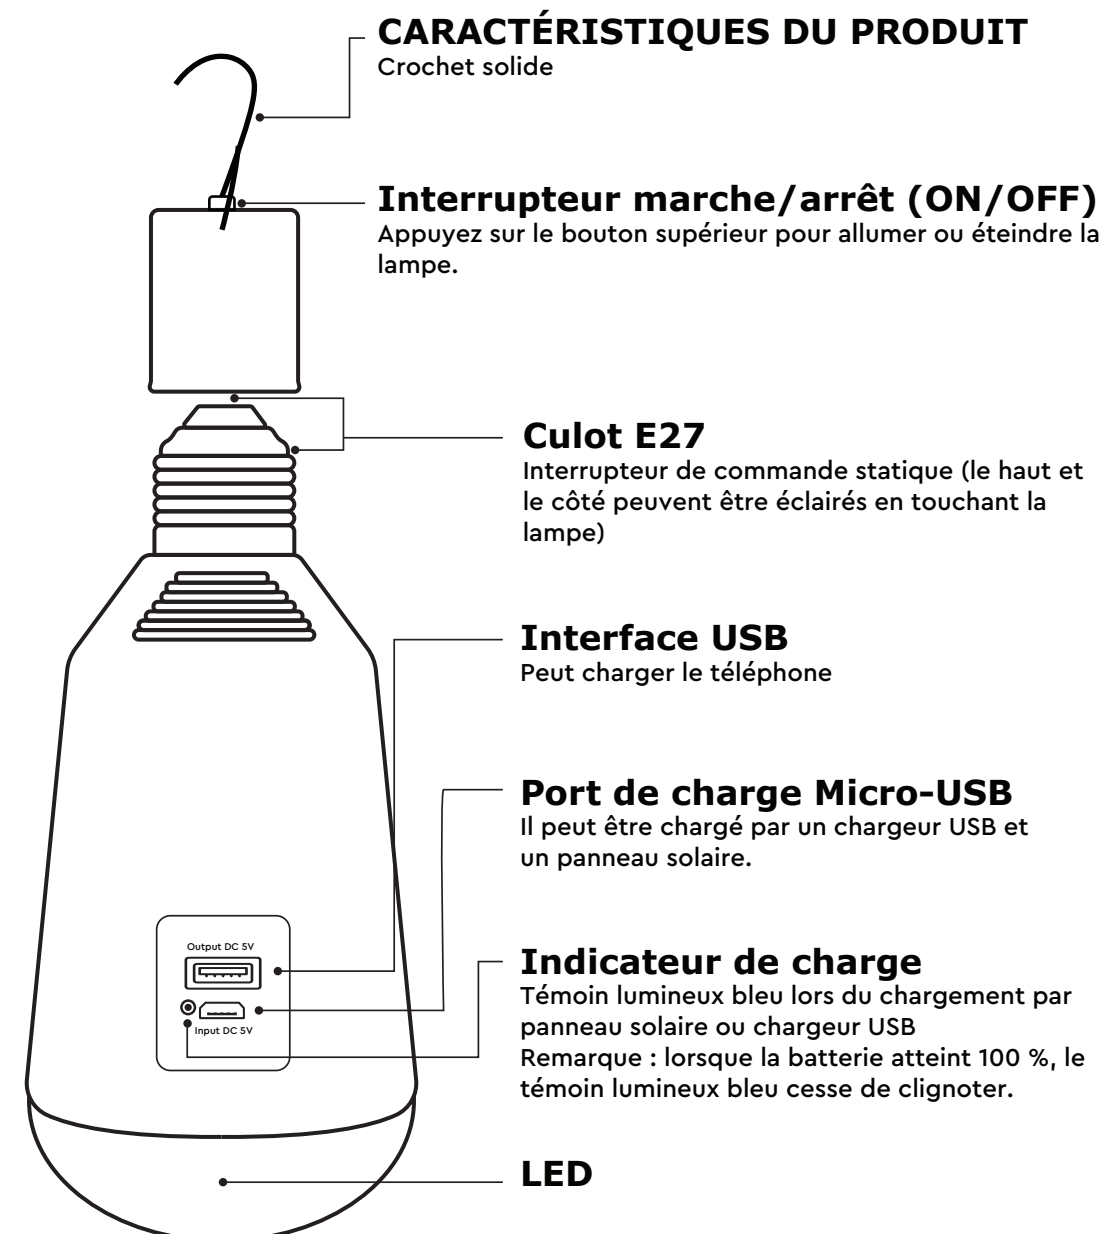 CARACTÉRISTIQUES DU PRODUIT
Crochet solide
Interrupteur marche/arrêt (ON/OFF)
Appuyez sur le bouton supérieur pour allumer ou éteindre la
lampe.
Culot E27
Interrupteur de commande statique (le haut et
le côté peuvent être éclairés en touchant la
lampe)
Interface USB
Peut charger le téléphone
Port de charge Micro-USB
Il peut être chargé par un chargeur USB et
un panneau solaire.
Output DC 5V
Input DC 5V
Indicateur de charge
Témoin lumineux bleu lors du chargement par
panneau solaire ou chargeur USB
Remarque : lorsque la batterie atteint 100 %, le
témoin lumineux bleu cesse de clignoter.
LED